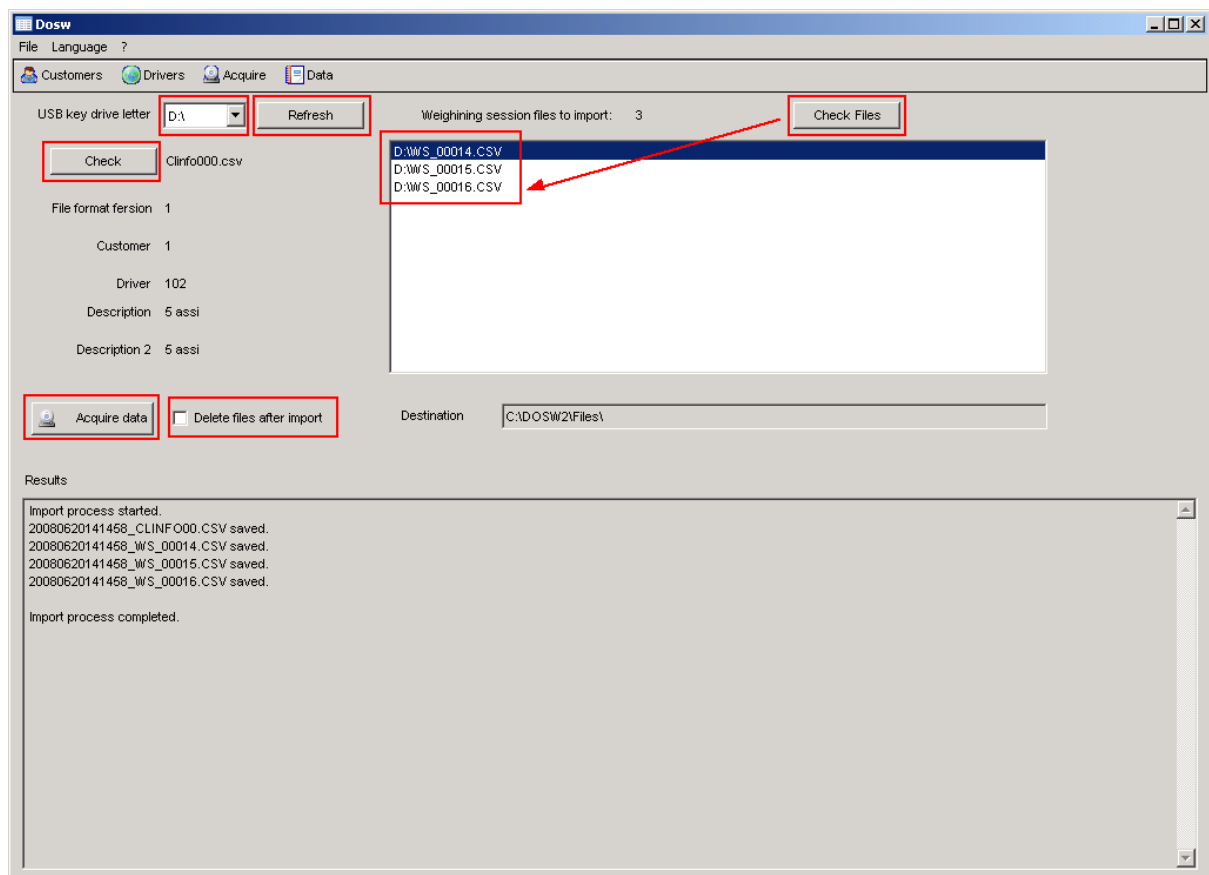 Dosw
File Language ?
Customers Drivers Acquire Data
USB key drive letter D:\ Refresh Weighining session files to import: 3 Check Files
Check Clinfo000.csv
D:\WS_00014.CSV
D:\WS_00015.CSV
D:\WS_00016.CSV
File format fersion 1
Customer 1
Driver 102
Description 5 assi
Description 2 5 assi
Acquire data Delete files after import Destination C:\DOSW2\Files\
Results
Import process started.
20080620141458_CLINFO00.CSV saved.
20080620141458_WS_00014.CSV saved.
20080620141458_WS_00015.CSV saved.
20080620141458_WS_00016.CSV saved.
Import process completed.